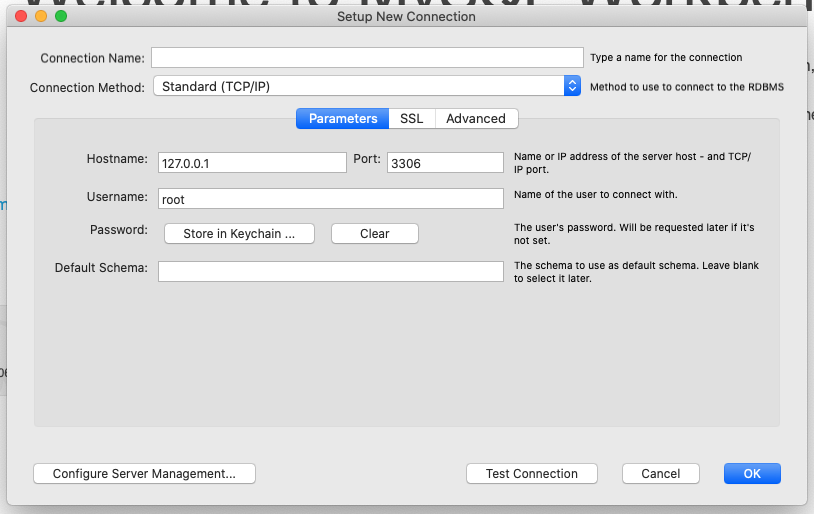 Setup New Connection
Connection Name:
Type a name for the connection
Connection Method: Standard (TCP/IP)
Method to use to connect to the RDBMS
Parameters SSL Advanced
Hostname: 127.0.0.1 Port: 3306
Name or IP address of the server host - and TCP/
IP port.
Username: root
Name of the user to connect with.
Password: Store in Keychain ... Clear
The user's password. Will be requested later if it's
not set.
Default Schema:
The schema to use as default schema. Leave blank
to select it later.
Configure Server Management... Test Connection Cancel OK